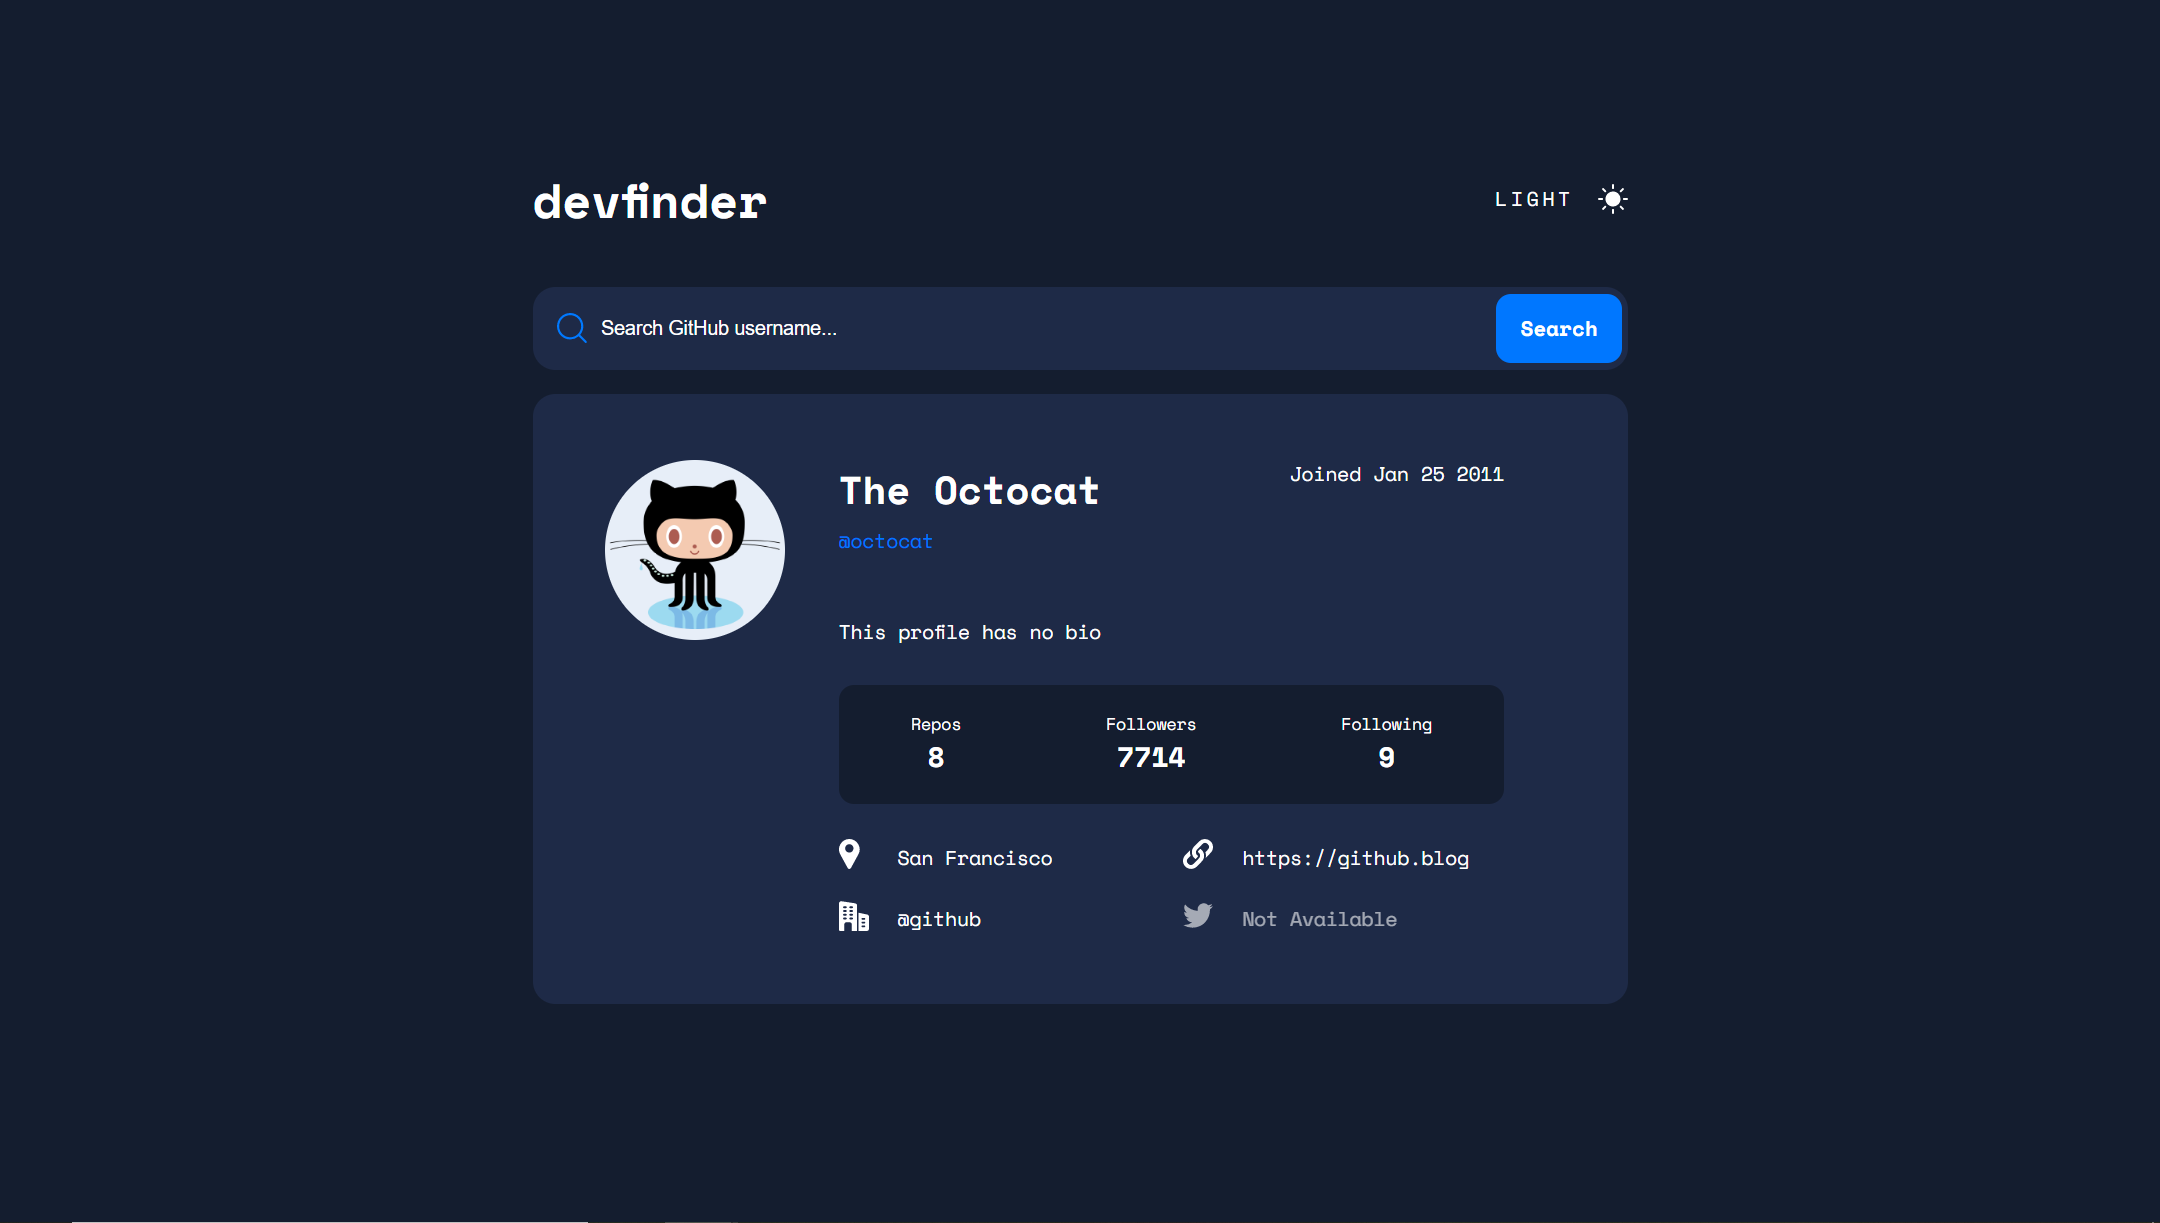 devfinder
LIGHT
Search GitHub username...
Search
The Octocat
Joined Jan 25 2011
@octocat
This profile has no bio
Repos
Followers
Following
8
7714
9
San Francisco
https://github.blog
@github
Not Available